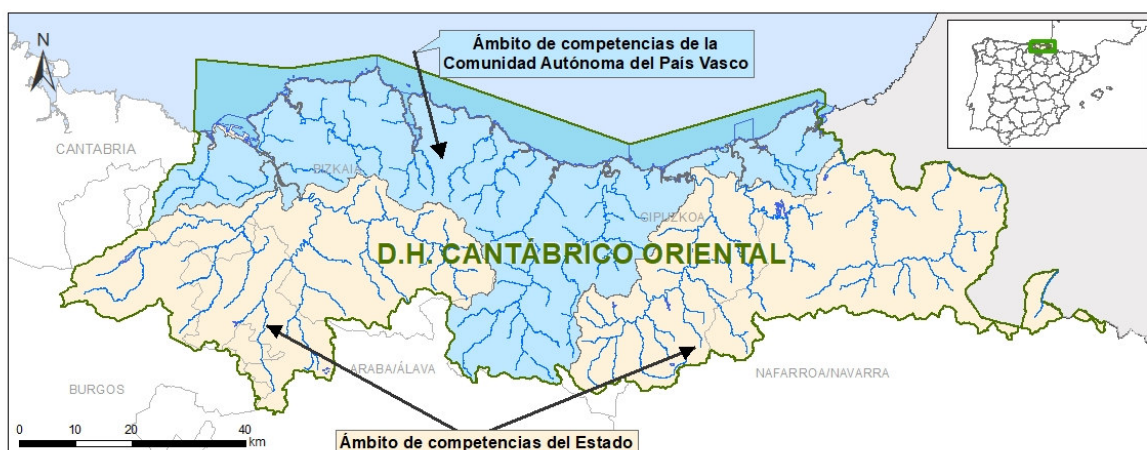 N
Ámbito de competencias de la
Comunidad Autónoma del País Vasco
CANTABRIA
BIZKAIA
GIPUZKOA
D.H. CANTÁBRICO ORIENTAL
ARABA/ÁLAVA
NAFARROA/NAVARRA
BURGOS
0 10 20 40
km
Ámbito de competencias del Estado